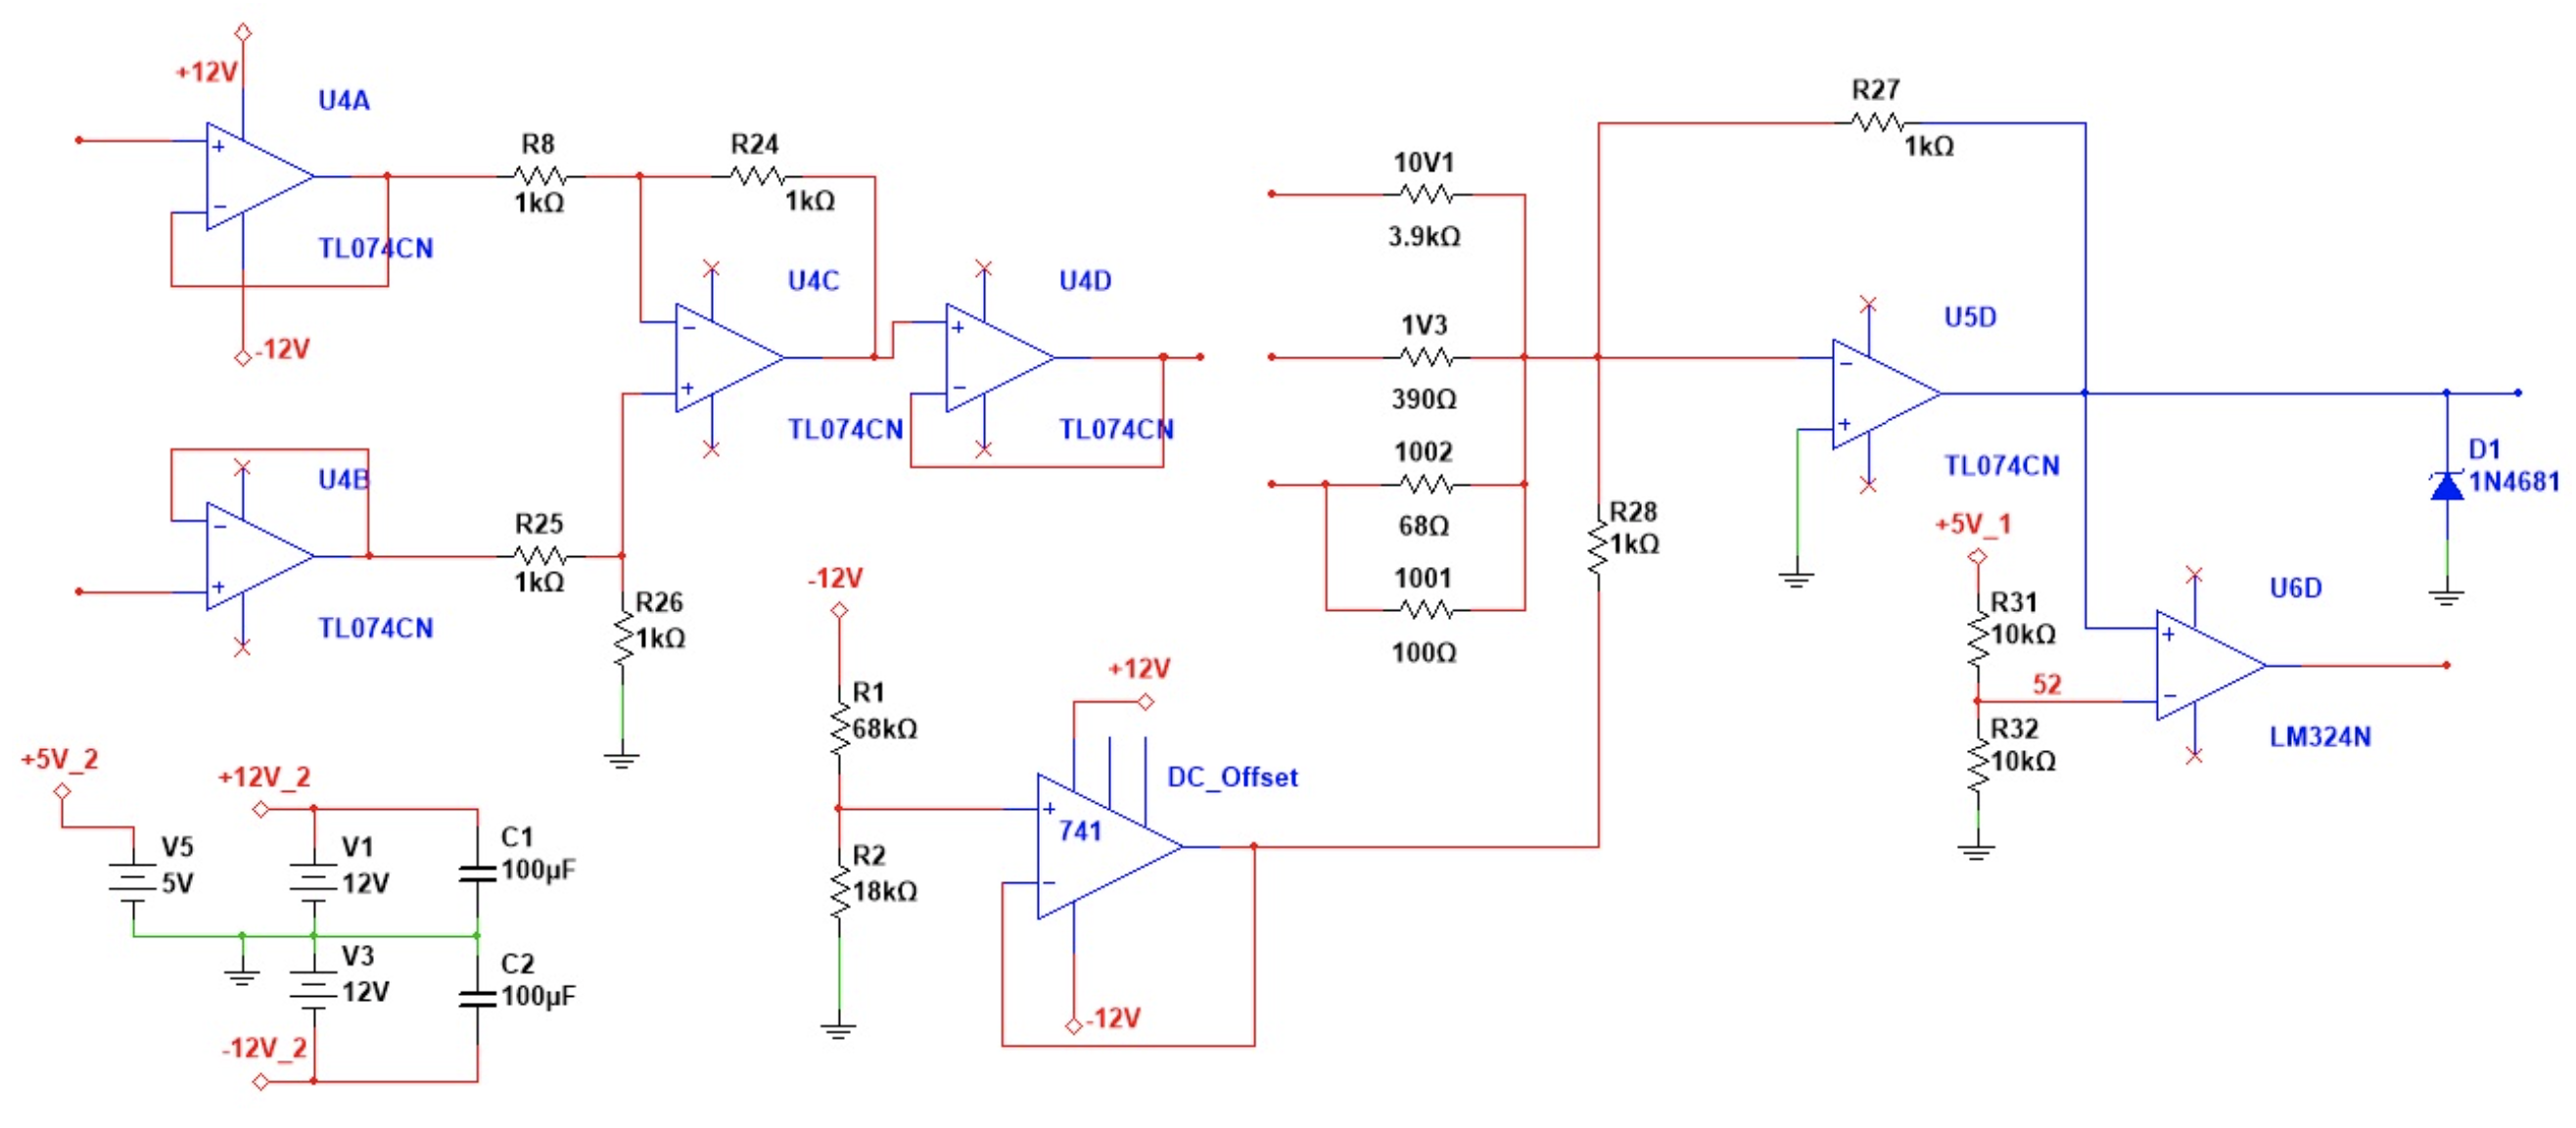 +12V
U4A
TL074CN
-12V
R8
1kΩ
R24
1kΩ
U4C
TL074CN
U4D
TL074CN
U4B
TL074CN
R25
1kΩ
R26
1kΩ
+5V_2
V5
5V
+12V_2
V1
12V
C1
100µF
V3
12V
C2
100µF
-12V_2
-12V
R1
68kΩ
R2
18kΩ
+12V
DC_Offset
741
-12V
10V1
3.9kΩ
1V3
390Ω
1002
68Ω
1001
100Ω
R28
1kΩ
R27
1kΩ
U5D
TL074CN
+5V_1
R31
10kΩ
52
R32
10kΩ
U6D
LM324N
D1
1N4681